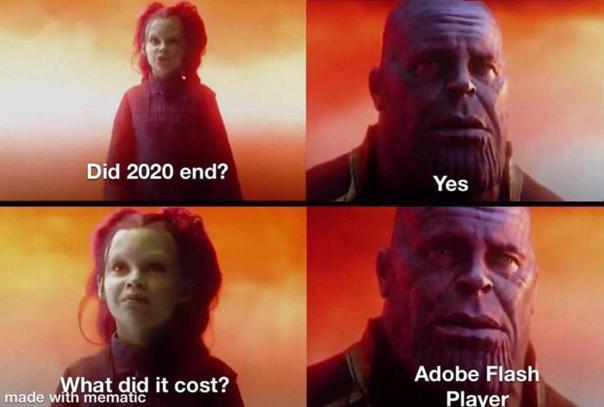 Did 2020 end?
Yes
What did it cost?
made with mematic
Adobe Flash
Player